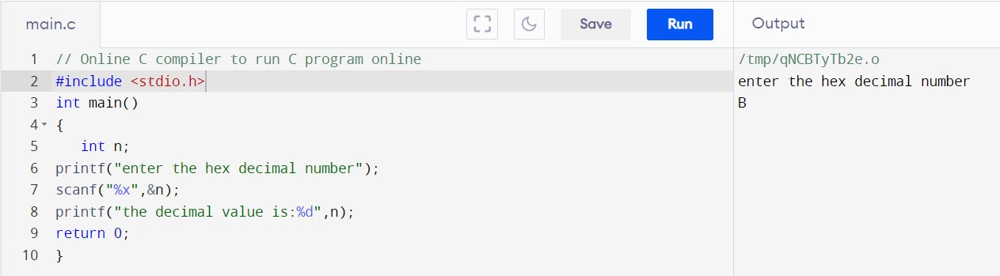 main.c
Save
Run
Output
1 // Online C compiler to run C program online
2 #include <stdio.h>
3 int main()
4 {
5    int n;
6 printf("enter the hex decimal number");
7 scanf("%x",&n);
8 printf("the decimal value is:%d",n);
9 return 0;
10 }
/tmp/qNCBTyTb2e.o
enter the hex decimal number
B